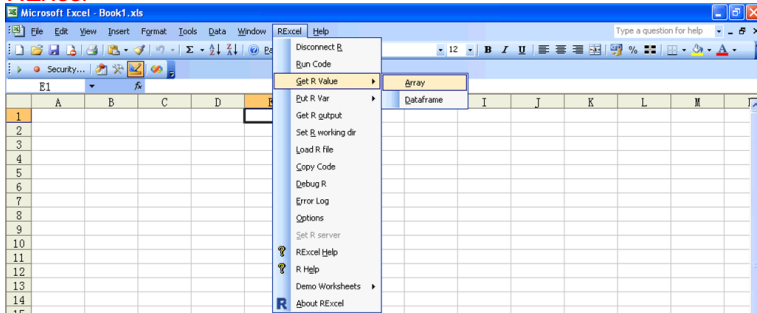 Microsoft Excel - Book1.xls
File Edit View Insert Format Tools Data Window RExcel Help
Type a question for help
12 B I U % A
Security...
E1 fx
A B C D I J K L M
Disconnect R
Run Code
Get R Value
Array
Put R Var
Dataframe
Get R output
Set R working dir
Load R file
Copy Code
Debug R
Error Log
Options
Set R server
? RExcel Help
? R Help
Demo Worksheets
R About RExcel
1
2
3
4
5
6
7
8
9
10
11
12
13
14